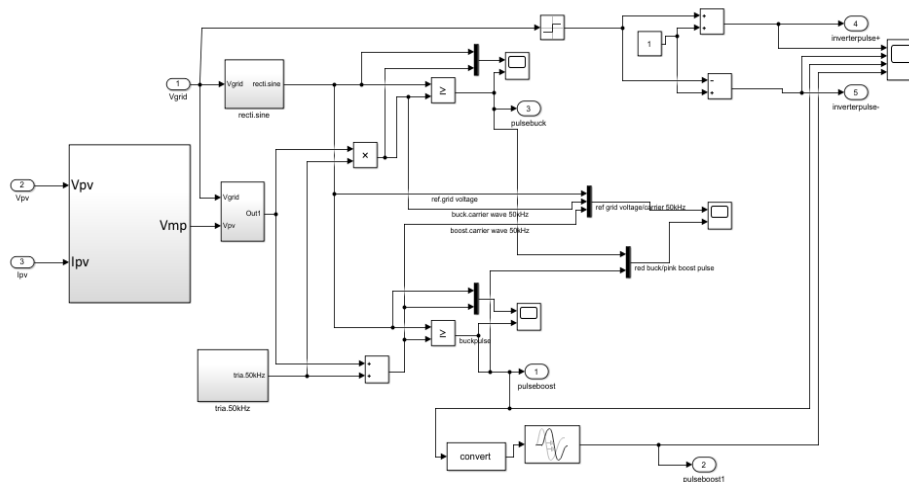 4
inverterpulse+
1
1
Vgrid
recti.sine
recti.sine
≥
3
pulsebuck
5
inverterpulse-
×
2
Vpv
Vpv
Vmp
3
Ipv
Ipv
Vgrid
Out1
Vpv
ref.grid voltage
buck.carrier wave 50kHz
boost.carrier wave 50kHz
ref.grid voltage/carrier 50kHz
red buck/pink boost pulse
≥
buckpulse
tria.50kHz
tria.50kHz
1
pulseboost
convert
2
pulseboost1